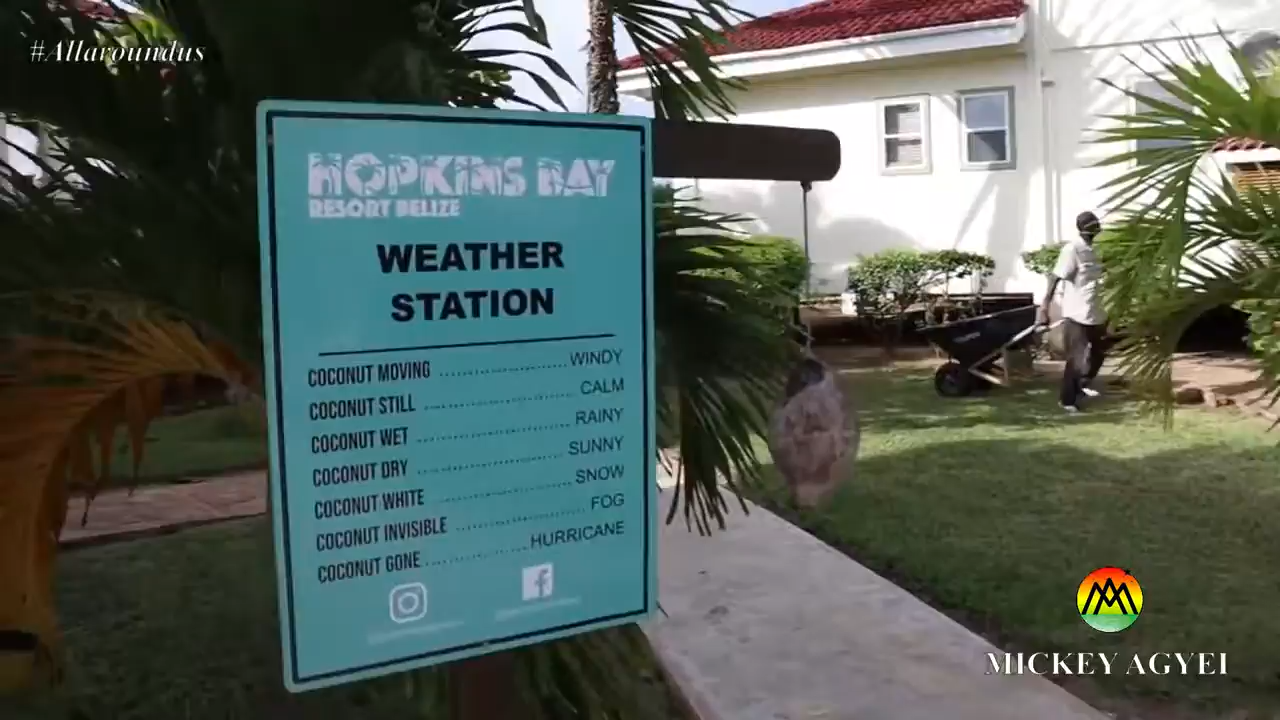 #Allaroundus
HOPKINS BAY
RESORT BELIZE
WEATHER
STATION
COCONUT MOVING ........................ WINDY
COCONUT STILL ............................ CALM
COCONUT WET ............................ RAINY
COCONUT DRY ............................ SUNNY
COCONUT WHITE .......................... SNOW
COCONUT INVISIBLE ....................... FOG
COCONUT GONE .................. HURRICANE
MICKEY AGYEI